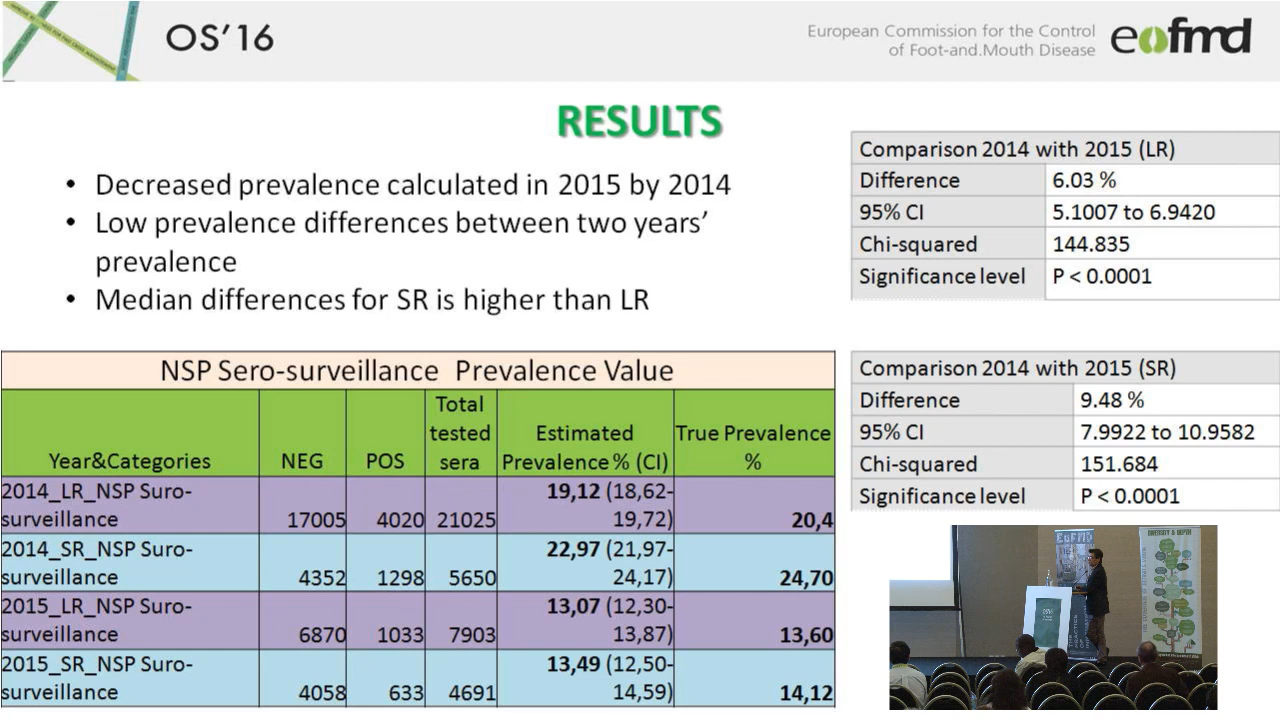 OS’16
European Commission for the Control
of Foot-and.Mouth Disease
eofmd
RESULTS
• Decreased prevalence calculated in 2015 by 2014
• Low prevalence differences between two years’
prevalence
• Median differences for SR is higher than LR
Comparison 2014 with 2015 (LR)
Difference 6.03 %
95% CI 5.1007 to 6.9420
Chi-squared 144.835
Significance level P < 0.0001
NSP Sero-surveillance Prevalence Value
Total
tested
sera
Year&Categories NEG POS
Estimated
Prevalence % (CI)
True Prevalence
%
2014_LR_NSP Suro-
surveillance 17005 4020 21025 19,12 (18,62-
19,72) 20,4
2014_SR_NSP Suro-
surveillance 4352 1298 5650 22,97 (21,97-
24,17) 24,70
2015_LR_NSP Suro-
surveillance 6870 1033 7903 13,07 (12,30-
13,87) 13,60
2015_SR_NSP Suro-
surveillance 4058 633 4691 13,49 (12,50-
14,59) 14,12
Comparison 2014 with 2015 (SR)
Difference 9.48 %
95% CI 7.9922 to 10.9582
Chi-squared 151.684
Significance level P < 0.0001
EuFMD